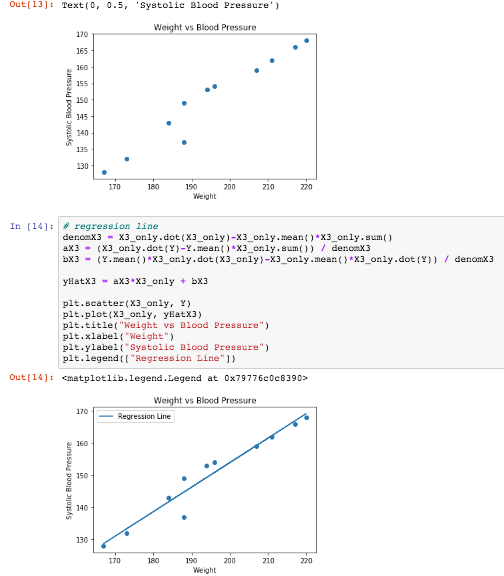 Out[13]: Text(0, 0.5, 'Systolic Blood Pressure')
Weight vs Blood Pressure
170
165
160
155
150
145
140
135
130
Systolic Blood Pressure
170 180 190 200 210 220
Weight
In [14]: # regression line
denomX3 = X3_only.dot(X3_only)-X3_only.mean()*X3_only.sum()
aX3 = (X3_only.dot(Y)-Y.mean()*X3_only.sum()) / denomX3
bX3 = (Y.mean()*X3_only.dot(X3_only)-X3_only.mean()*X3_only.dot(Y)) / denomX3
yHatX3 = aX3*X3_only + bX3
plt.scatter(X3_only, Y)
plt.plot(X3_only, yHatX3)
plt.title("Weight vs Blood Pressure")
plt.xlabel("Weight")
plt.ylabel("Systolic Blood Pressure")
plt.legend(["Regression Line"])
Out[14]: <matplotlib.legend.Legend at 0x79776c0c8390>
Weight vs Blood Pressure
170
160
150
140
130
Systolic Blood Pressure
Regression Line
170 180 190 200 210 220
Weight